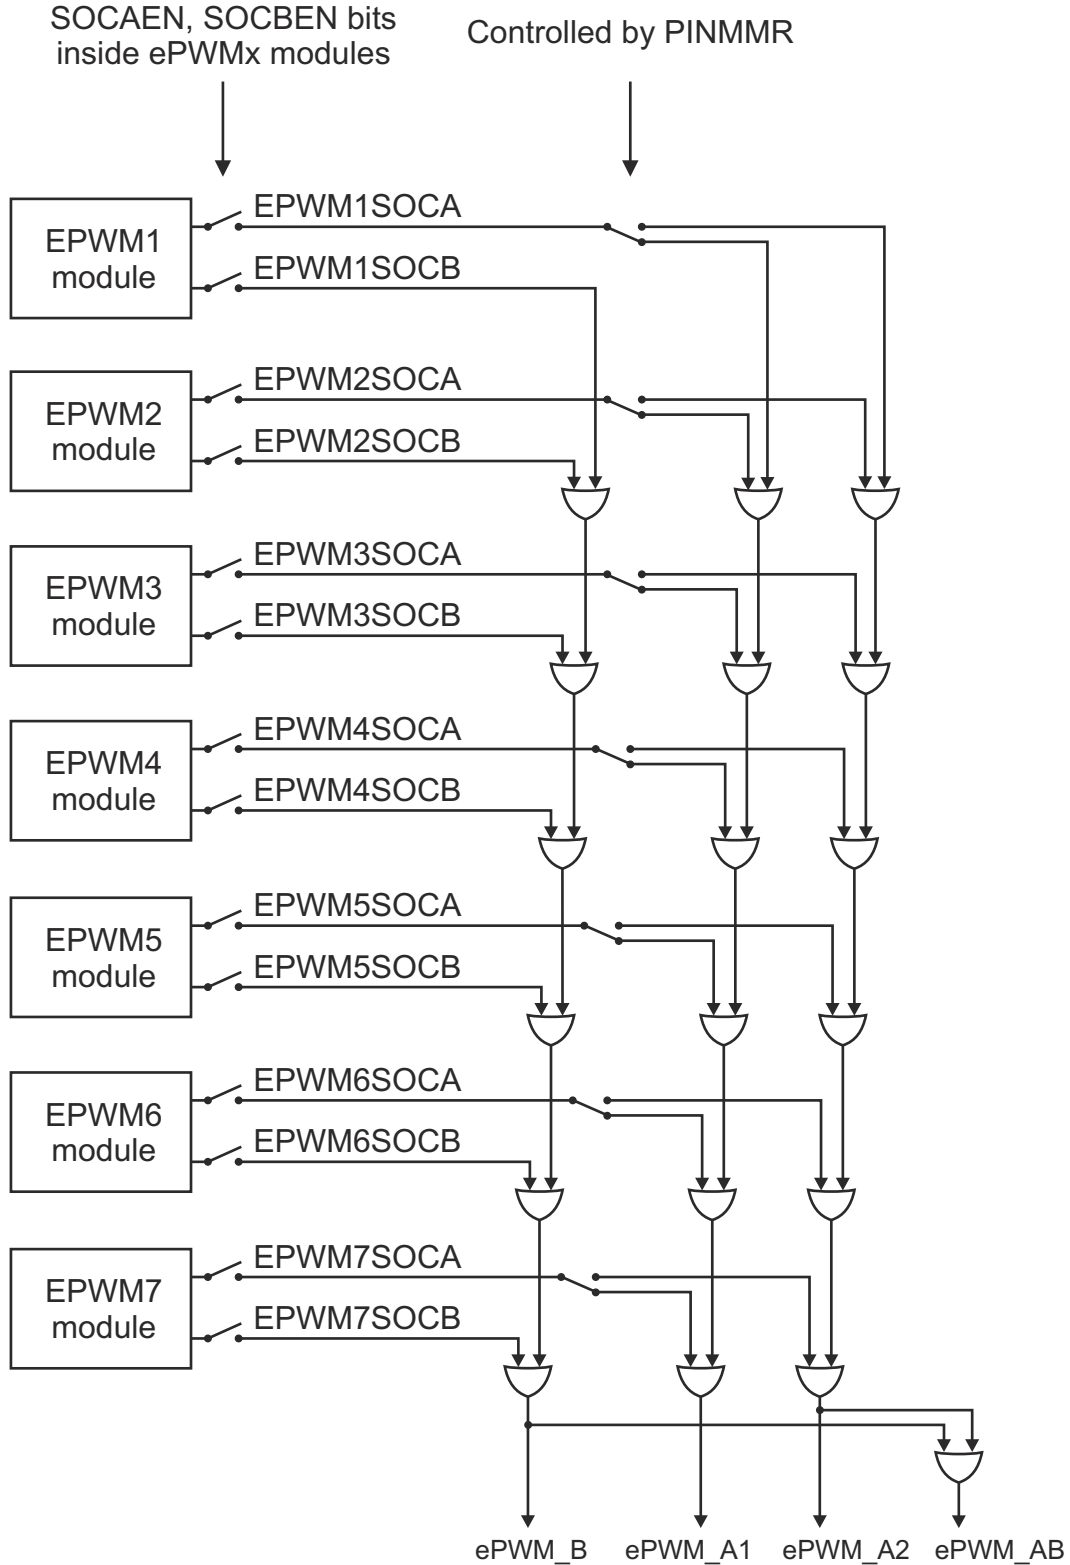 SOCAEN, SOCBEN bits
inside ePWMx modules
Controlled by PINMMR
EPWM1
module
EPWM1SOCA
EPWM1SOCB
EPWM2
module
EPWM2SOCA
EPWM2SOCB
EPWM3
module
EPWM3SOCA
EPWM3SOCB
EPWM4
module
EPWM4SOCA
EPWM4SOCB
EPWM5
module
EPWM5SOCA
EPWM5SOCB
EPWM6
module
EPWM6SOCA
EPWM6SOCB
EPWM7
module
EPWM7SOCA
EPWM7SOCB
ePWM_B
ePWM_A1
ePWM_A2
ePWM_AB